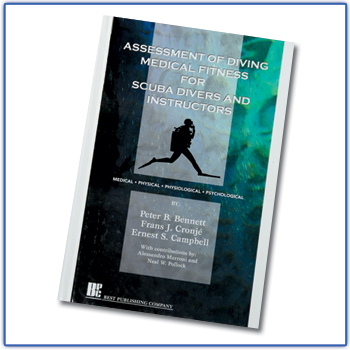 ASSESSMENT OF DIVING
MEDICAL FITNESS
FOR
SCUBA DIVERS AND
INSTRUCTORS
MEDICAL • PHYSICAL • PHYSIOLOGICAL • PSYCHOLOGICAL
BY
Peter B. Bennett
Frans J. Cronjé
Ernest S. Campbell
With contributions by:
Alessandro Marroni and
Neal W. Pollock
BEST PUBLISHING COMPANY